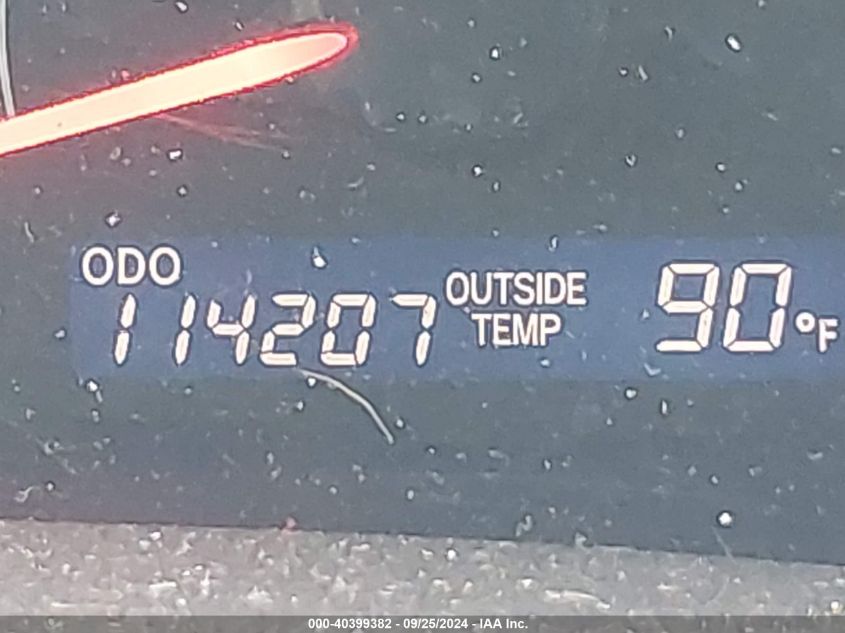 ODO
114207 OUTSIDE TEMP 90°F
000-40399382 - 09/25/2024 - IAA Inc.